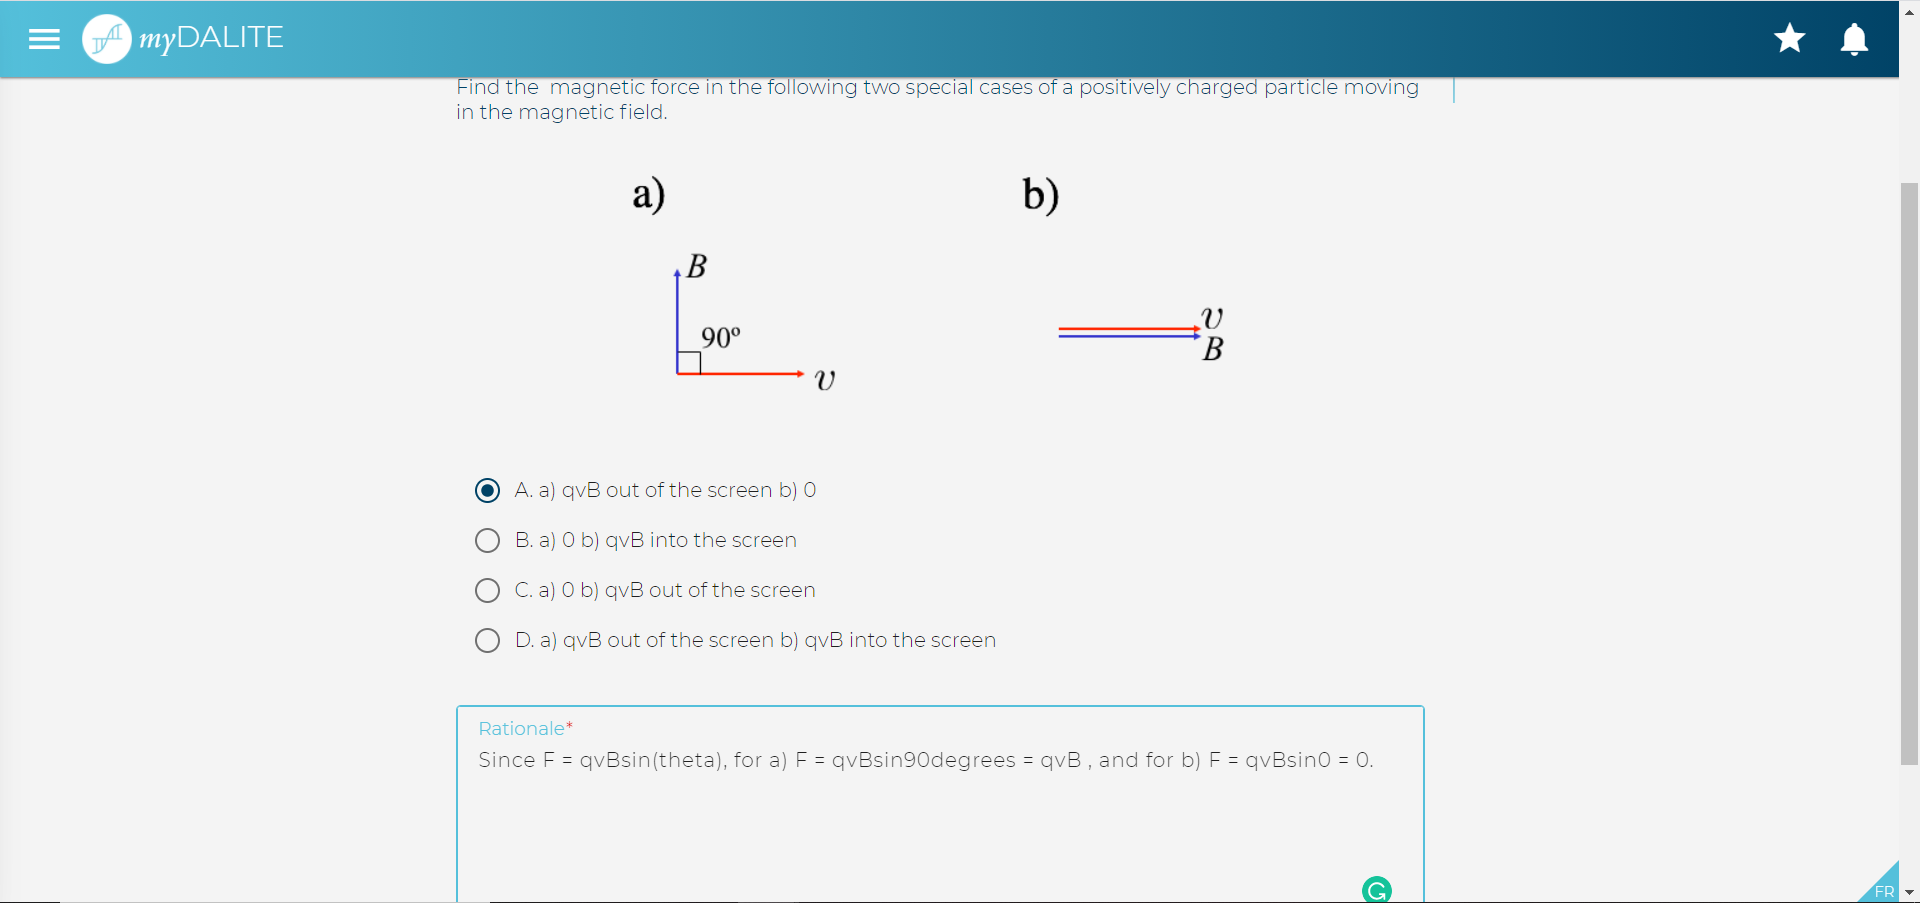 myDALITE
Find the magnetic force in the following two special cases of a positively charged particle moving
in the magnetic field.
a)
b)
B
90º
v
v
B
A. a) qvB out of the screen b) 0
B. a) 0 b) qvB into the screen
C. a) 0 b) qvB out of the screen
D. a) qvB out of the screen b) qvB into the screen
Rationale*
Since F = qvBsin(theta), for a) F = qvBsin90degrees = qvB , and for b) F = qvBsin0 = 0.
FR